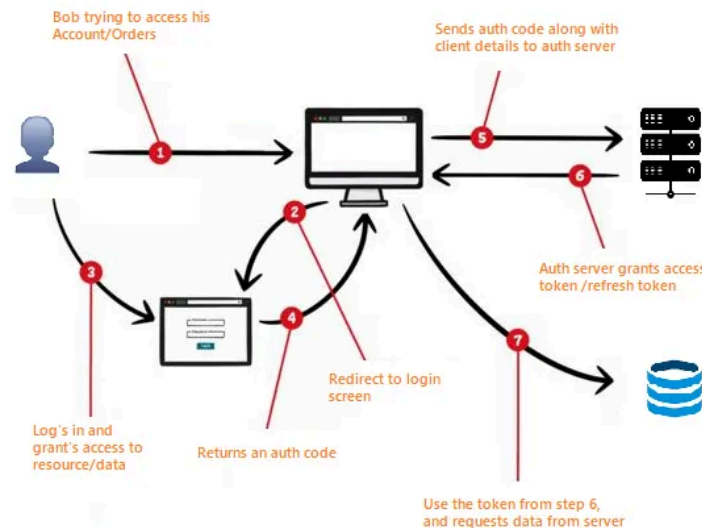 Bob trying to access his
Account/Orders
Sends auth code along with
client details to auth server
1
5
6
2
3
4
Auth server grants access
token /refresh token
7
Redirect to login
screen
Log's in and
grant's access to
resource/data
Returns an auth code
Use the token from step 6,
and requests data from server